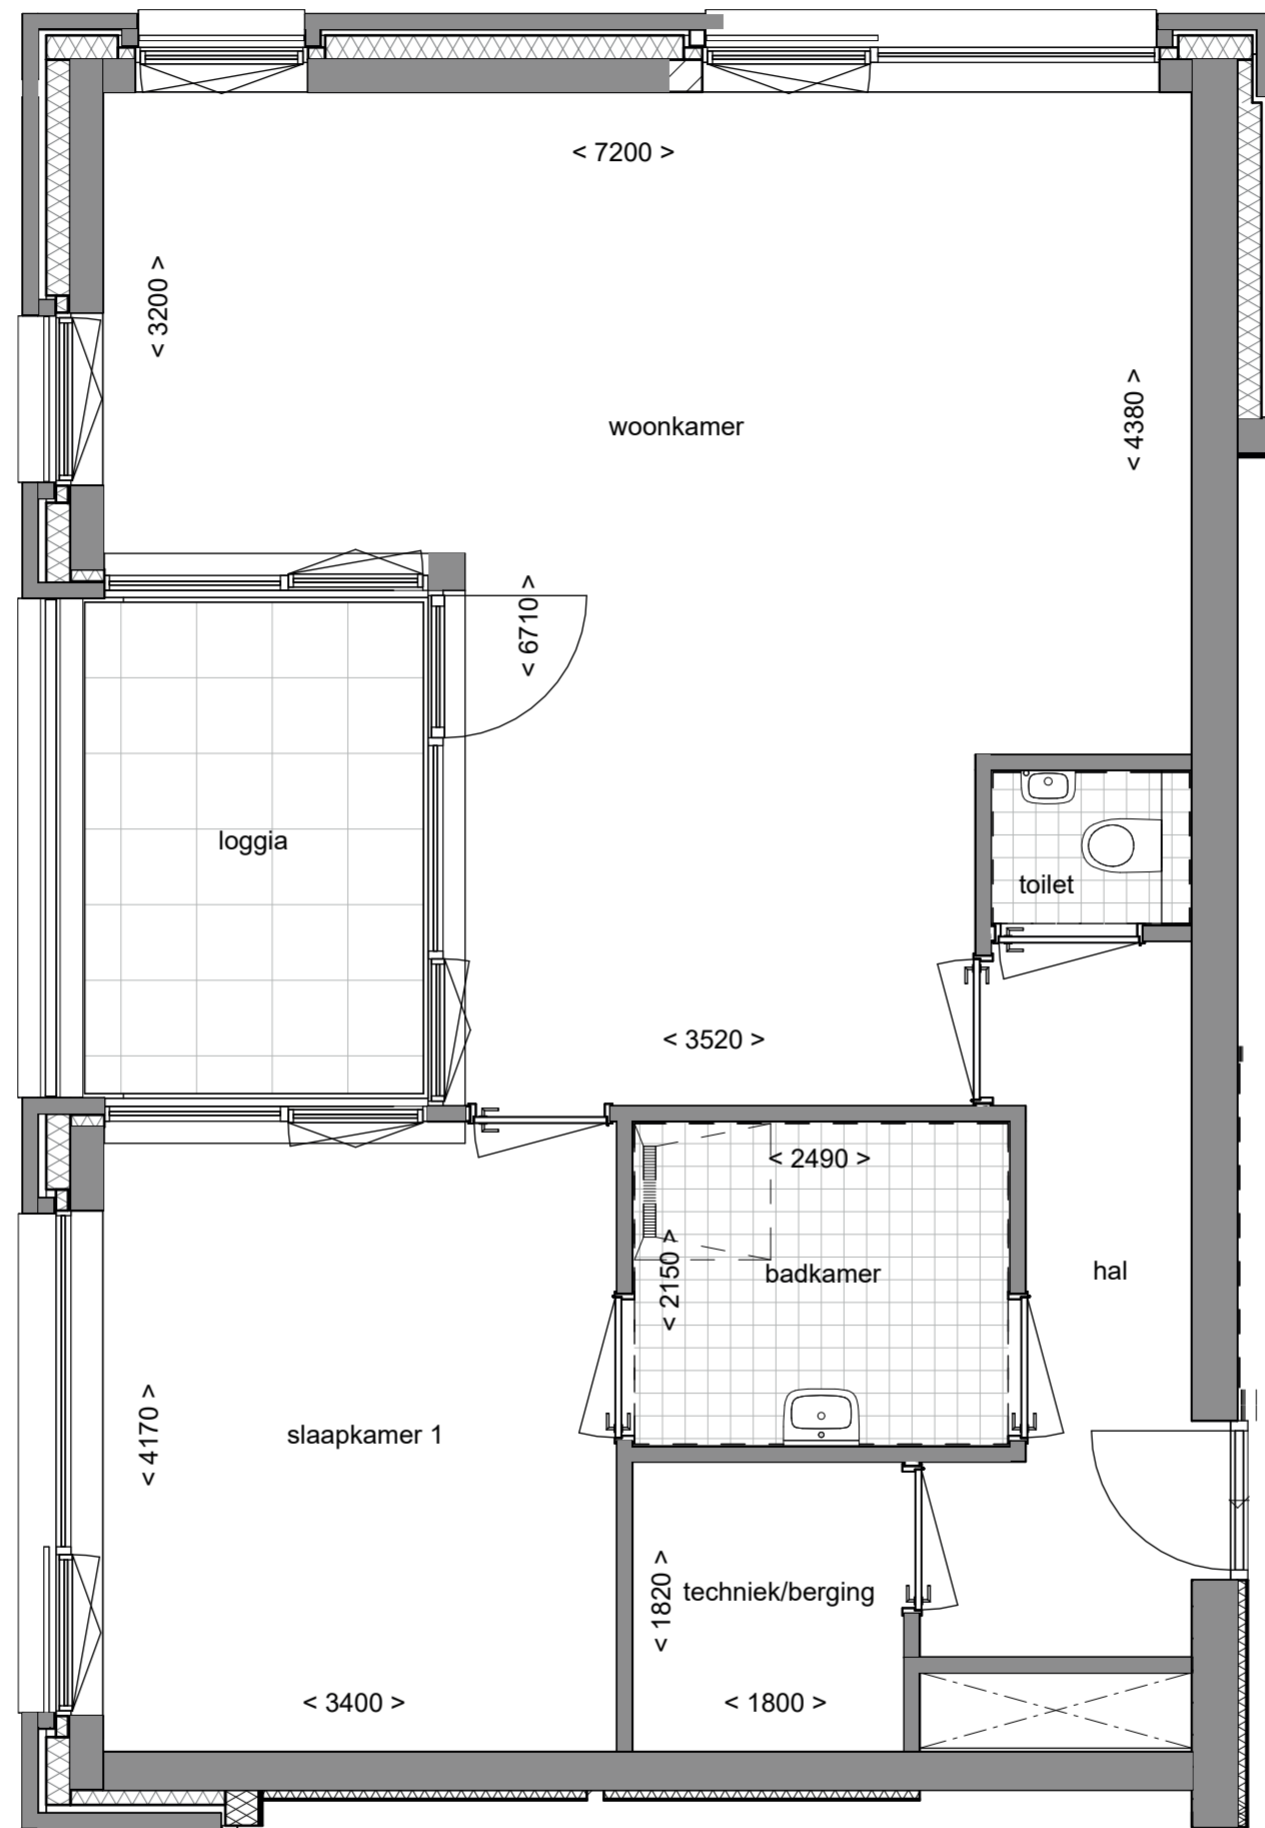 < 7200 >
< 3200 >
< 4380 >
woonkamer
< 6710 >
loggia
toilet
< 3520 >
< 2490 >
< 2150 >
badkamer
hal
< 4170 >
slaapkamer 1
< 1820 >
techniek/berging
< 3400 >
< 1800 >